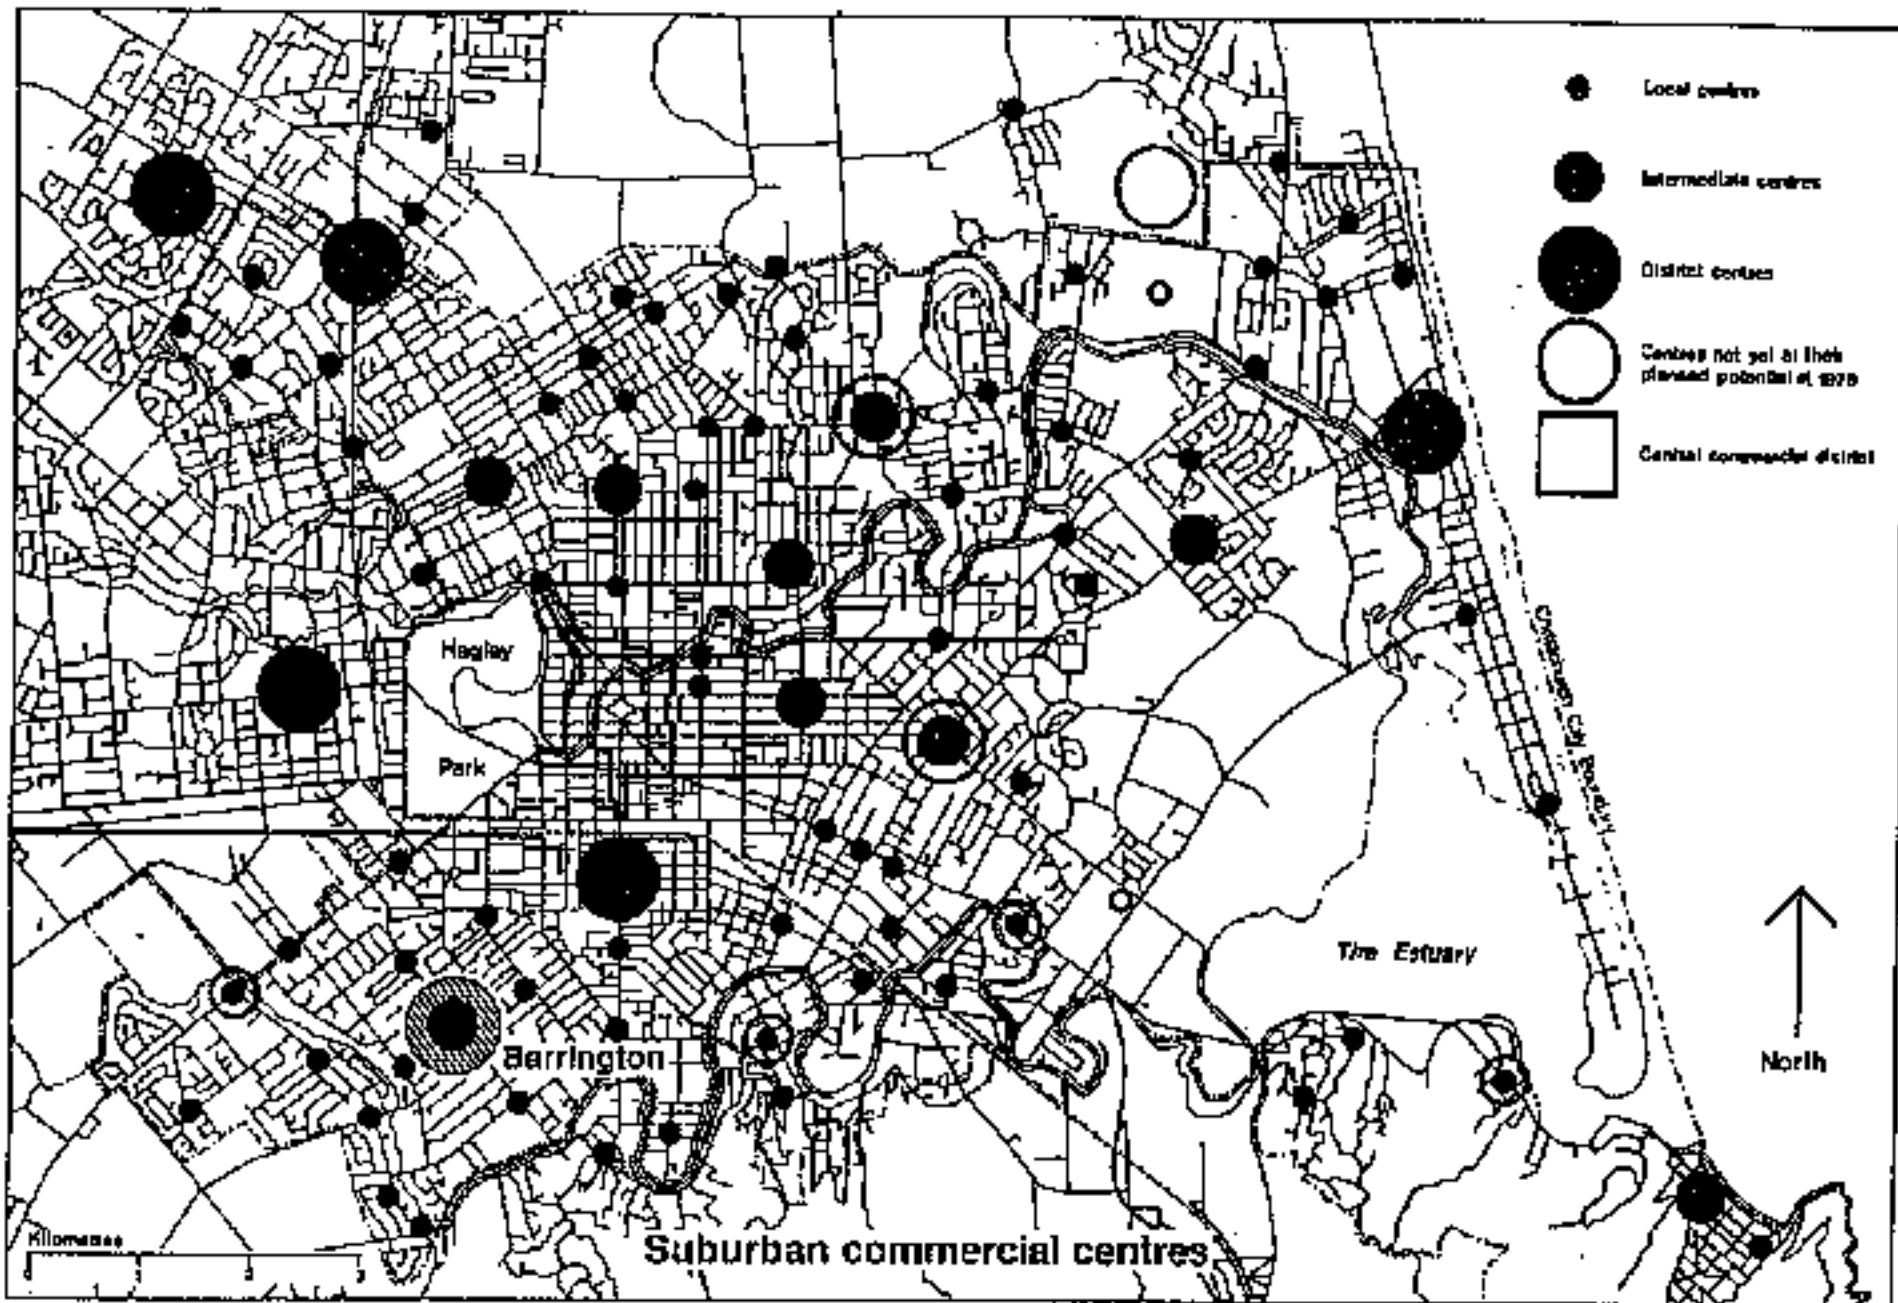 Local centres
Intermediate centres
District centres
Centres not yet at their
planned potential at
Central commercial district
Hagley
Park
The Estuary
North
Barrington
Kilometres
Suburban commercial centres